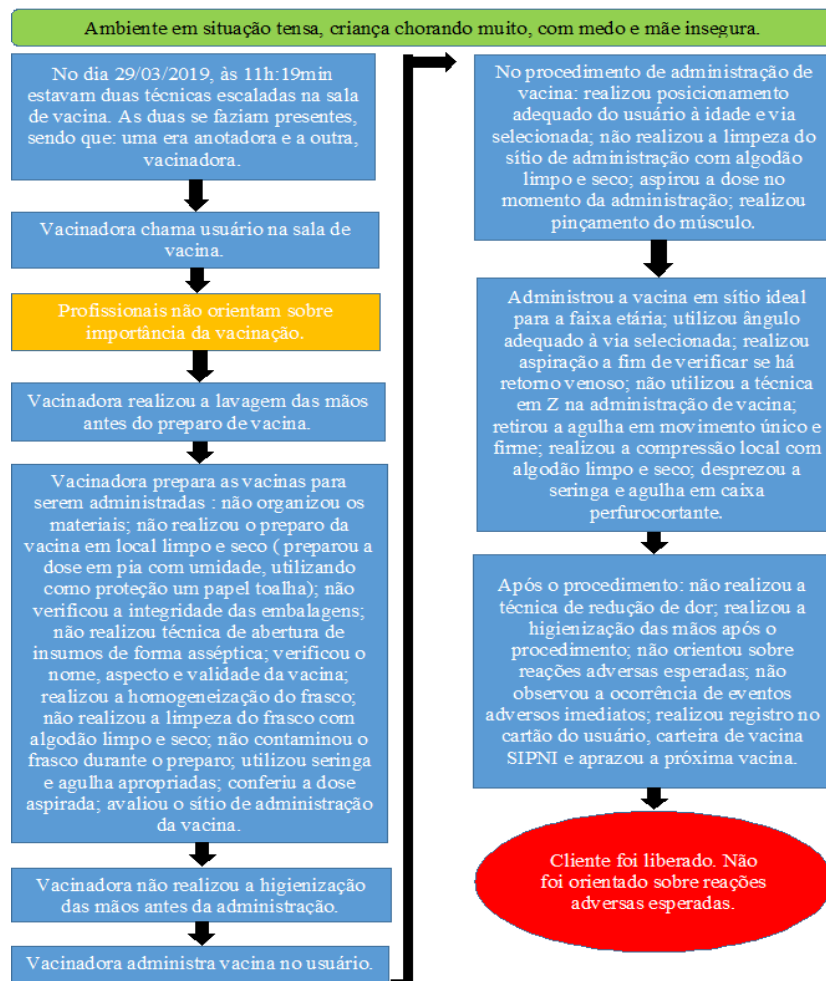 Ambiente em situação tensa, criança chorando muito, com medo e mãe insegura.
No dia 29/03/2019, às 11h:19min
estavam duas técnicas escaladas na sala
de vacina. As duas se faziam presentes,
sendo que: uma era anotadora e a outra,
vacinadora.
Vacinadora chama usuário na sala de
vacina.
Profissionais não orientam sobre
importância da vacinação.
Vacinadora realizou a lavagem das mãos
antes do preparo de vacina.
Vacinadora prepara as vacinas para
serem administradas : não organizou os
materiais; não realizou o preparo da
vacina em local limpo e seco ( preparou a
dose em pia com umidade, utilizando
como proteção um papel toalha); não
verificou a integridade das embalagens;
não realizou técnica de abertura de
insumos de forma asséptica; verificou o
nome, aspecto e validade da vacina;
realizou a homogeneização do frasco;
não realizou a limpeza do frasco com
algodão limpo e seco; não contaminou o
frasco durante o preparo; utilizou seringa
e agulha apropriadas; conferiu a dose
aspirada; avaliou o sítio de administração
da vacina.
Vacinadora não realizou a higienização
das mãos antes da administração.
Vacinadora administra vacina no usuário.
No procedimento de administração de
vacina: realizou posicionamento
adequado do usuário à idade e via
selecionada; não realizou a limpeza do
sítio de administração com algodão
limpo e seco; aspirou a dose no
momento da administração; realizou
pinçamento do músculo.
Administrou a vacina em sítio ideal
para a faixa etária; utilizou ângulo
adequado à via selecionada; realizou
aspiração a fim de verificar se há
retorno venoso; não utilizou a técnica
em Z na administração de vacina;
retirou a agulha em movimento único e
firme; realizou a compressão local com
algodão limpo e seco; desprezou a
seringa e agulha em caixa
perfurocortante.
Após o procedimento: não realizou a
técnica de redução de dor; realizou a
higienização das mãos após o
procedimento; não orientou sobre
reações adversas esperadas; não
observou a ocorrência de eventos
adversos imediatos; realizou registro no
cartão do usuário, carteira de vacina
SIPNI e aprazou a próxima vacina.
Cliente foi liberado. Não
foi orientado sobre reações
adversas esperadas.